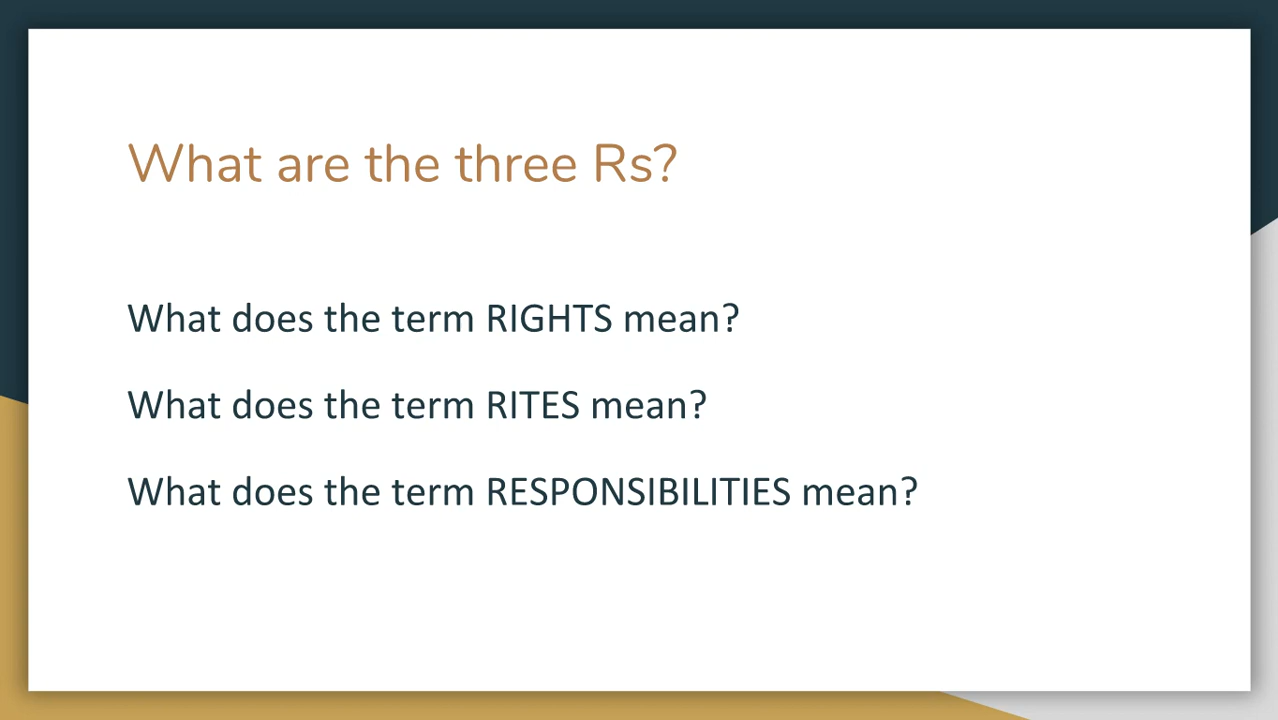 What are the three Rs?
What does the term RIGHTS mean?
What does the term RITES mean?
What does the term RESPONSIBILITIES mean?